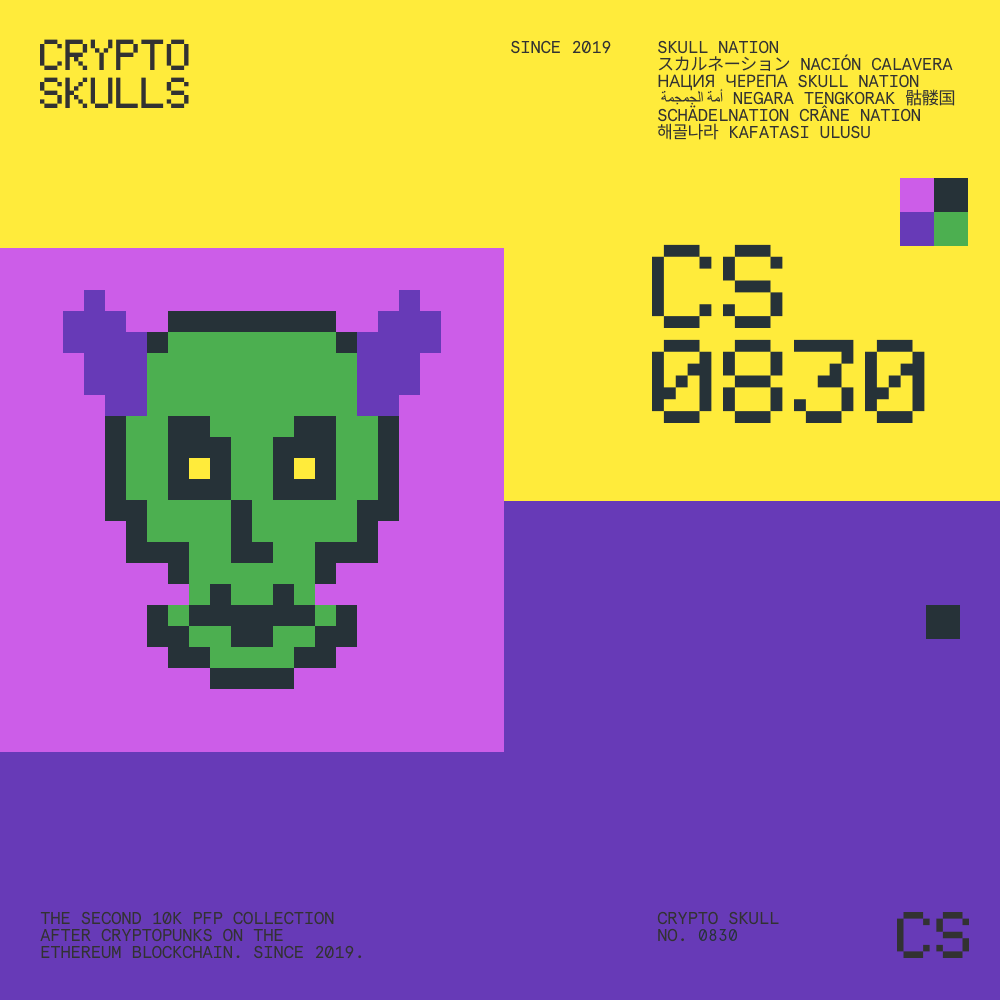 CRYPTO
SKULLS
SINCE 2019
SKULL NATION
スカルネーション NACIÓN CALAVERA
НАЦИЯ ЧЕРЕПА SKULL NATION
أمة الجمجمة NEGARA TENGKORAK 骷髅国
SCHÄDELNATION CRÂNE NATION
해골나라 KAFATASI ULUSU
CS
0830
THE SECOND 10K PFP COLLECTION
AFTER CRYPTOPUNKS ON THE
ETHEREUM BLOCKCHAIN. SINCE 2019.
CRYPTO SKULL
NO. 0830
CS